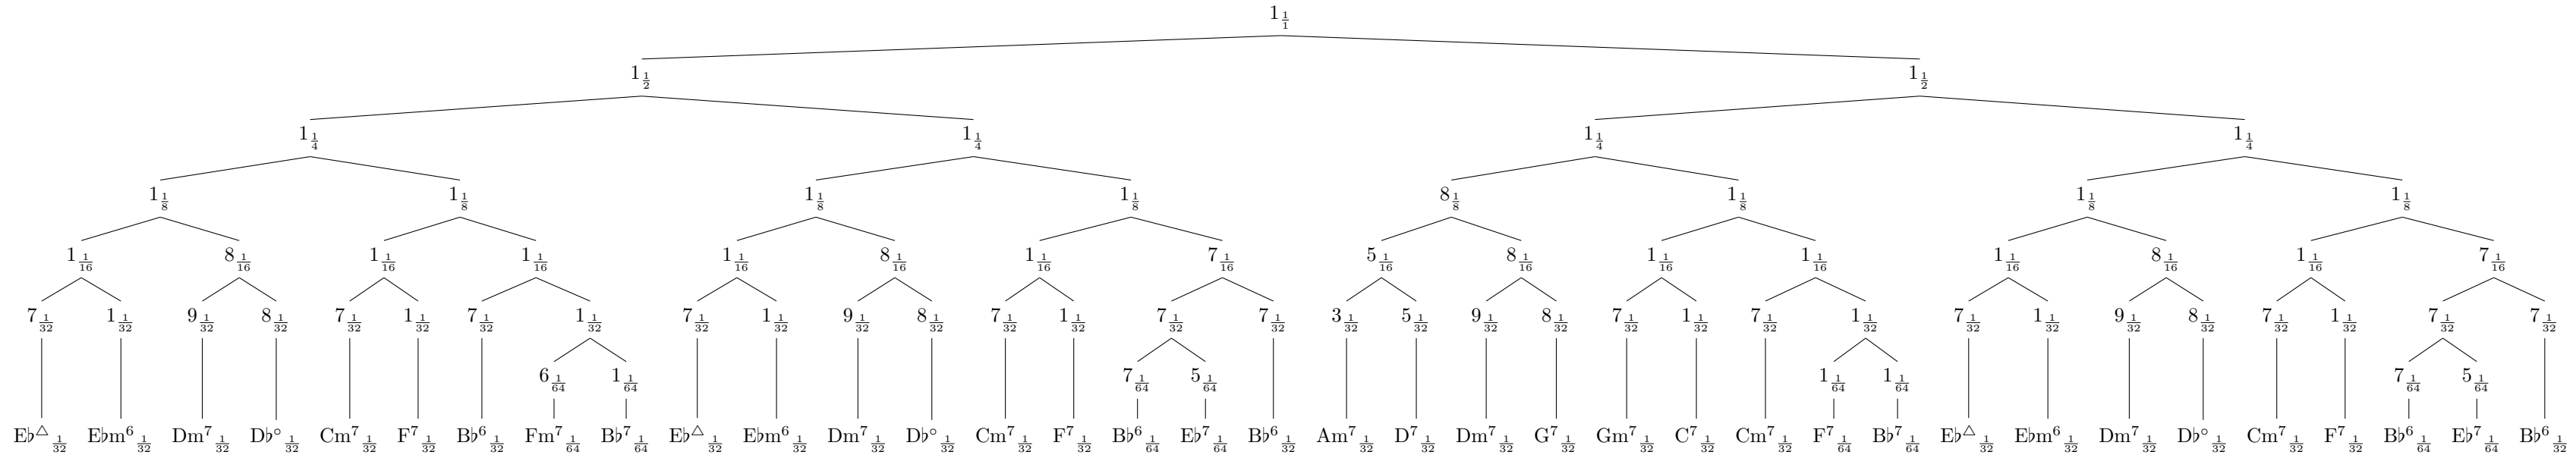 1 1/1
1 1/2 1 1/2
1 1/4 1 1/4 1 1/4 1 1/4
1 1/8 1 1/8 1 1/8 1 1/8 8 1/8 1 1/8 1 1/8 1 1/8
1 1/16 8 1/16 1 1/16 1 1/16 1 1/16 8 1/16 1 1/16 7 1/16 5 1/16 8 1/16 1 1/16 1 1/16 1 1/16 8 1/16 1 1/16 7 1/16
7 1/32 1 1/32 9 1/32 8 1/32 7 1/32 1 1/32 7 1/32 1 1/32 7 1/32 1 1/32 9 1/32 8 1/32 7 1/32 1 1/32 7 1/32 7 1/32 3 1/32 5 1/32 9 1/32 8 1/32 7 1/32 1 1/32 7 1/32 1 1/32 7 1/32 1 1/32 9 1/32 8 1/32 7 1/32 1 1/32 7 1/32 7 1/32
6 1/64 1 1/64 7 1/64 5 1/64 1 1/64 1 1/64 7 1/64 5 1/64
E♭△ 1/32 E♭m⁶ 1/32 Dm⁷ 1/32 D♭° 1/32 Cm⁷ 1/32 F⁷ 1/32 B♭⁶ 1/32 Fm⁷ 1/64 B♭⁷ 1/64 E♭△ 1/32 E♭m⁶ 1/32 Dm⁷ 1/32 D♭° 1/32 Cm⁷ 1/32 F⁷ 1/32 B♭⁶ 1/64 E♭⁷ 1/64 B♭⁶ 1/32 Am⁷ 1/32 D⁷ 1/32 Dm⁷ 1/32 G⁷ 1/32 Gm⁷ 1/32 C⁷ 1/32 Cm⁷ 1/32 F⁷ 1/64 B♭⁷ 1/64 E♭△ 1/32 E♭m⁶ 1/32 Dm⁷ 1/32 D♭° 1/32 Cm⁷ 1/32 F⁷ 1/32 B♭⁶ 1/64 E♭⁷ 1/64 B♭⁶ 1/32